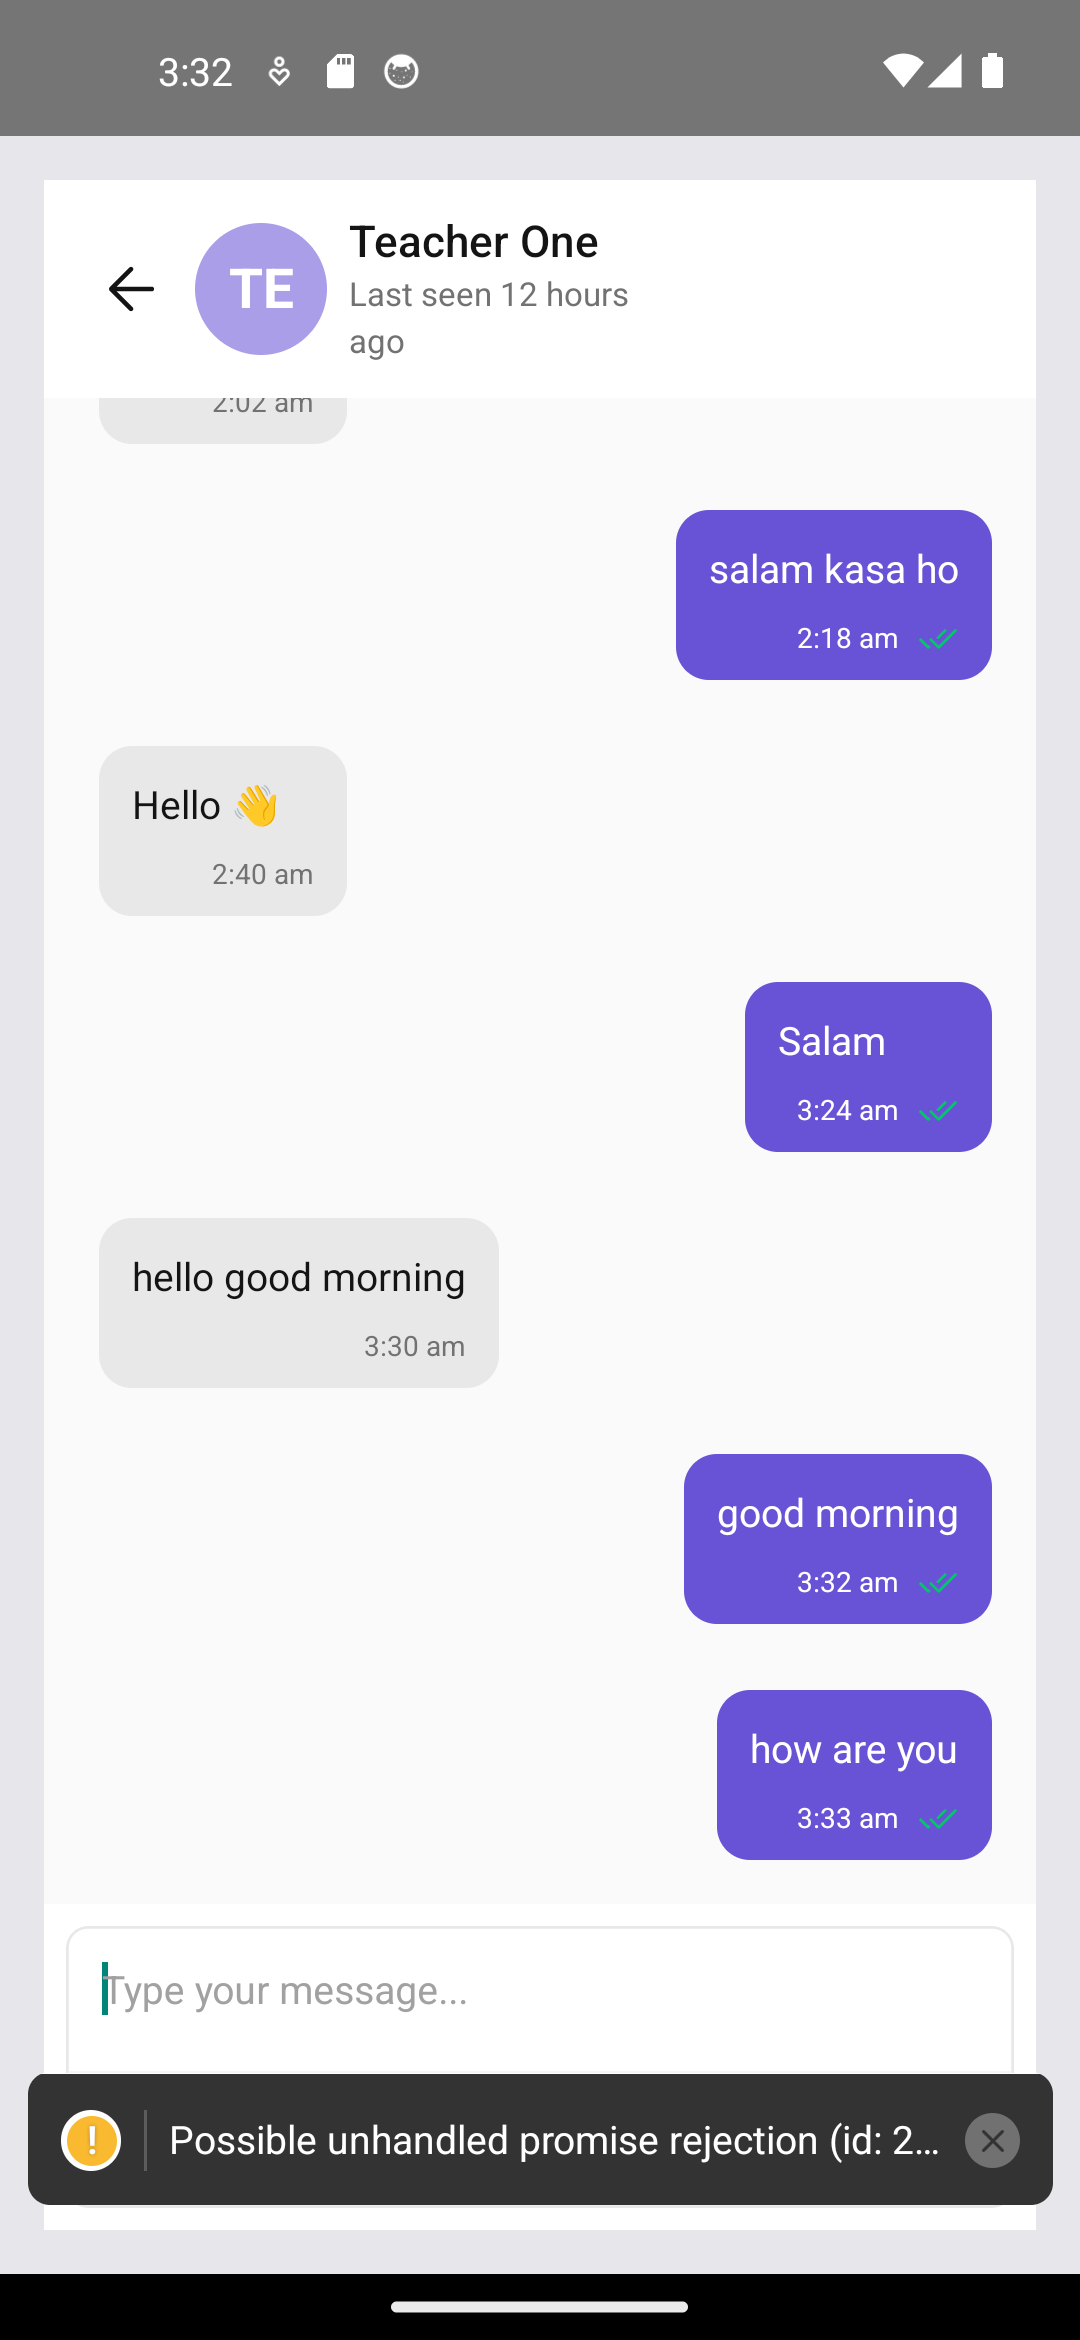 3:32
TE
Teacher One
Last seen 12 hours
ago
2:02 am
salam kasa ho
2:18 am
Hello 👋
2:40 am
Salam
3:24 am
hello good morning
3:30 am
good morning
3:32 am
how are you
3:33 am
Type your message...
! Possible unhandled promise rejection (id: 2...